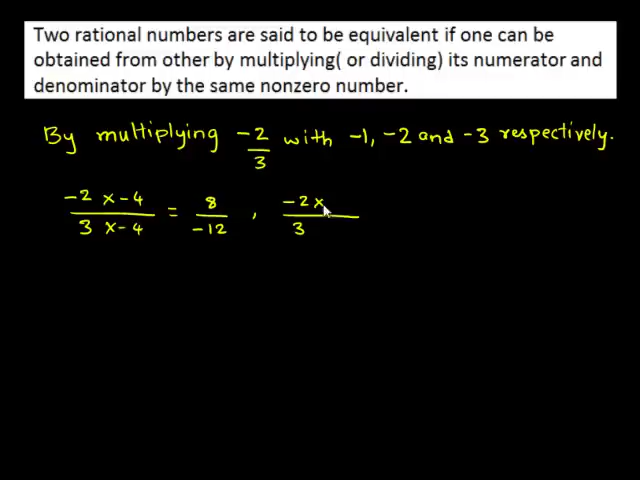 Two rational numbers are said to be equivalent if one can be
obtained from other by multiplying( or dividing) its numerator and
denominator by the same nonzero number.
By multiplying -2/3 with -1, -2 and -3 respectively.
-2 x -4 / 3 x -4 = 8 / -12 , -2 x / 3